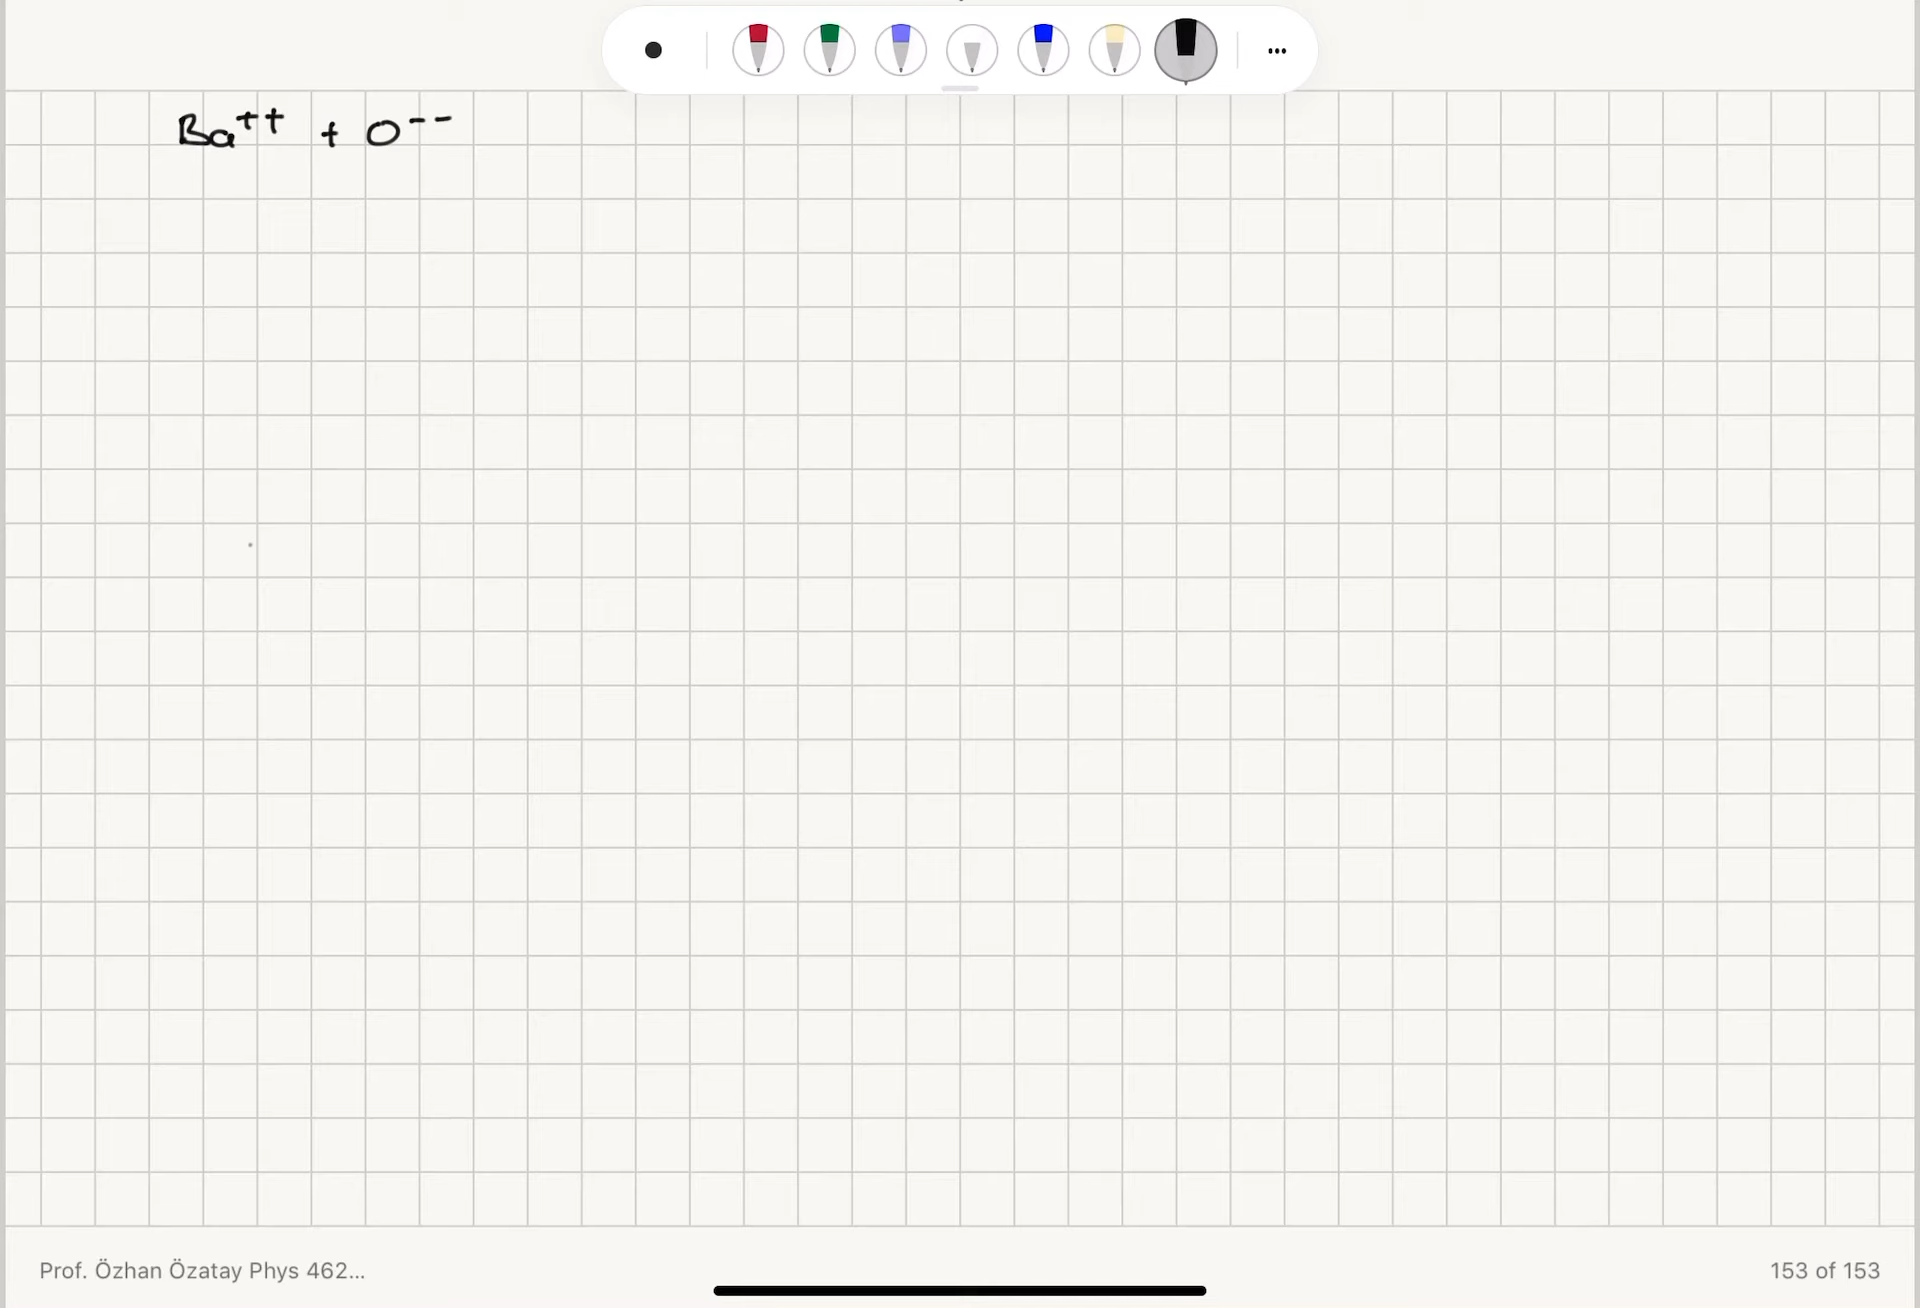 Ba⁺⁺ + O⁻⁻
Prof. Özhan Özatay Phys 462...
153 of 153